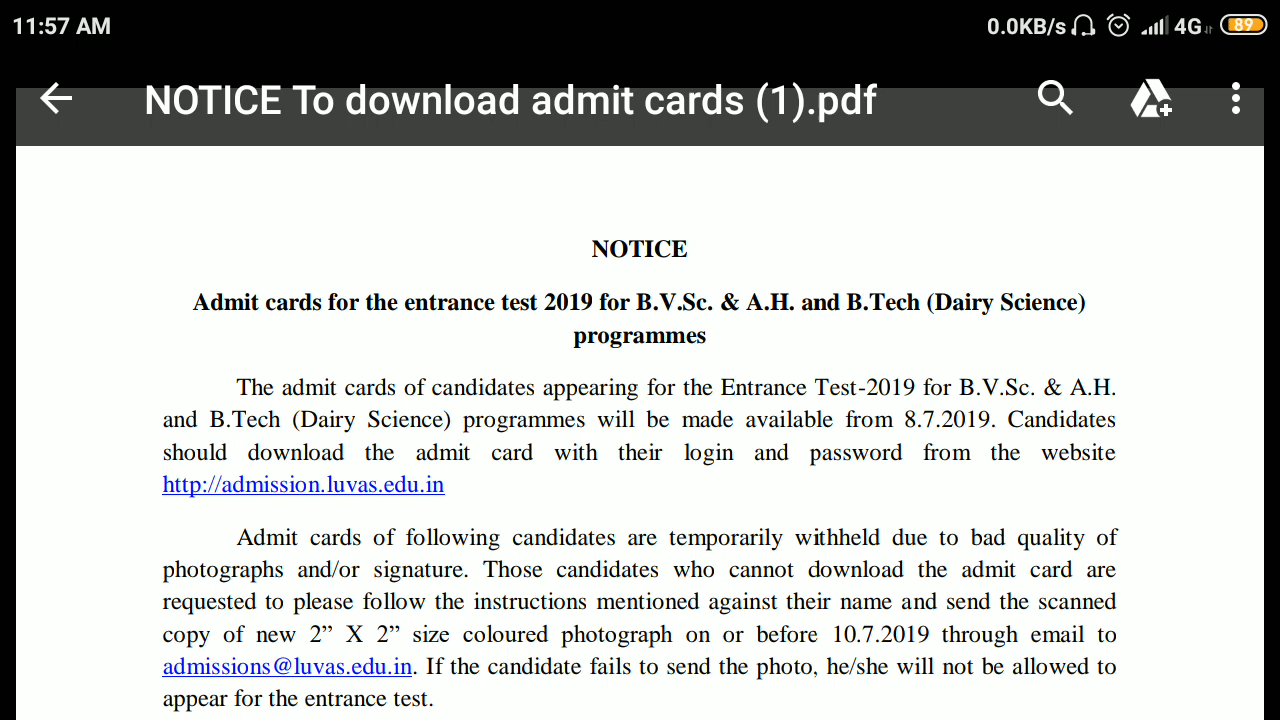 11:57 AM 0.0KB/s 4G 89
NOTICE To download admit cards (1).pdf
NOTICE
Admit cards for the entrance test 2019 for B.V.Sc. & A.H. and B.Tech (Dairy Science)
programmes
The admit cards of candidates appearing for the Entrance Test-2019 for B.V.Sc. & A.H.
and B.Tech (Dairy Science) programmes will be made available from 8.7.2019. Candidates
should download the admit card with their login and password from the website
http://admission.luvas.edu.in
Admit cards of following candidates are temporarily withheld due to bad quality of
photographs and/or signature. Those candidates who cannot download the admit card are
requested to please follow the instructions mentioned against their name and send the scanned
copy of new 2” X 2” size coloured photograph on or before 10.7.2019 through email to
admissions@luvas.edu.in. If the candidate fails to send the photo, he/she will not be allowed to
appear for the entrance test.